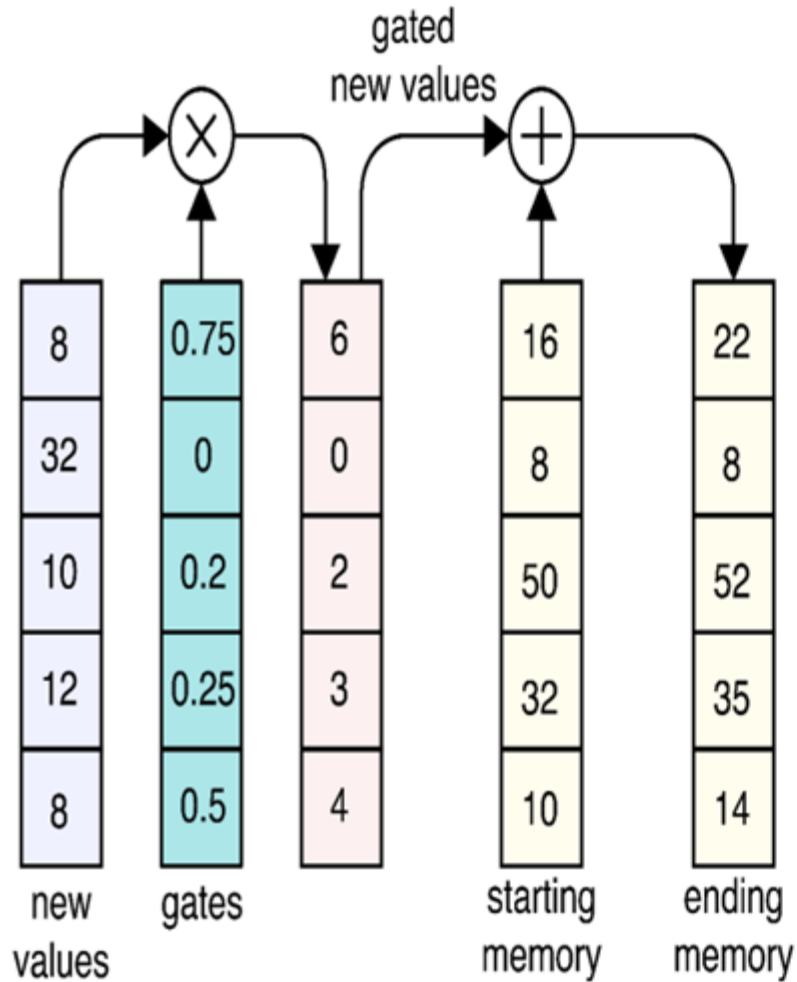 gated
new values
8 0.75 6 16 22
32 0 0 8 8
10 0.2 2 50 52
12 0.25 3 32 35
8 0.5 4 10 14
new values
gates
starting memory
ending memory